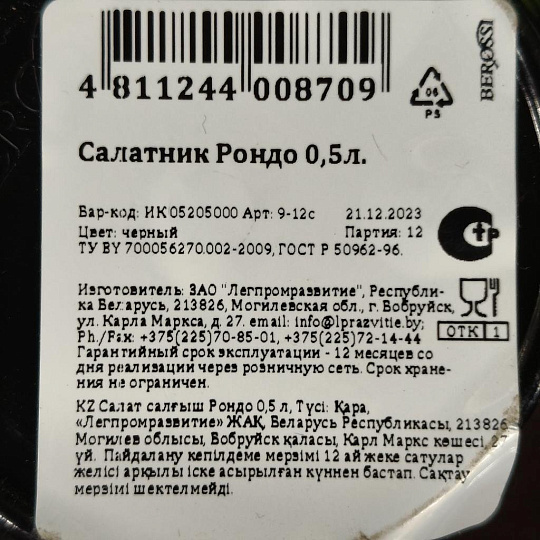 4 811244 008709
06
PS
BEROSSI
Салатник Рондо 0,5л.
Бар-код: ИК05205000 Арт: 9-12с 21.12.2023
Цвет: черный Партия: 12
ТУ BY 700056270.002-2009, ГОСТ Р 50962-96.
Изготовитель: ЗАО "Легпромразвитие", Республи-
ка Беларусь, 213826, Могилевская обл., г. Бобруйск,
ул. Карла Маркса, д. 27. email: info@lprazvitie.by;
Ph./Fax: +375(225)70-85-01, +375(225)72-14-44
ОТК 1
Гарантийный срок эксплуатации - 12 месяцев со
дня реализации через розничную сеть. Срок хране-
ния не ограничен.
KZ Салат салғыш Рондо 0,5 л, Түсі: Қара,
«Легпромразвитие» ЖАҚ, Беларусь Республикасы, 213826
Могилев облысы, Бобруйск қаласы, Карл Маркс көшесі, 27
үй. Пайдалану кепілдеме мерзімі 12 ай жеке сатулар
желісі арқылы іске асырылған күннен бастап. Сақтау
мерзімі шектелмейді.